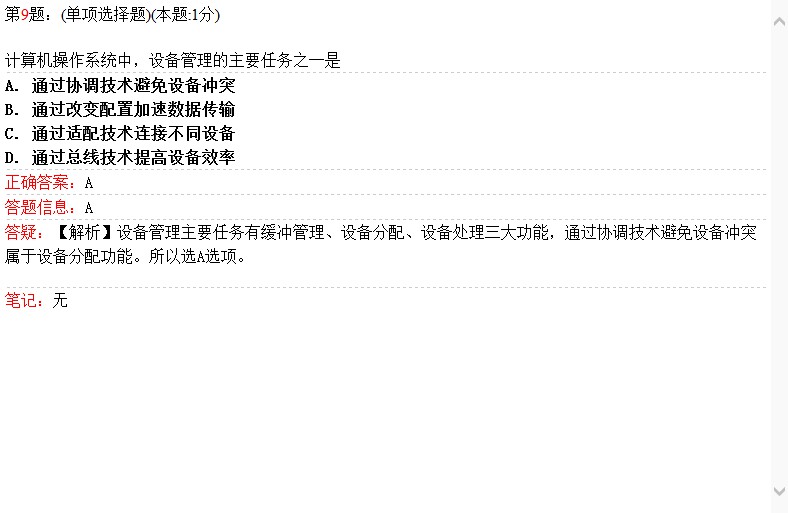 第9题: (单项选择题)(本题:1分)
计算机操作系统中，设备管理的主要任务之一是
A. 通过协调技术避免设备冲突
B. 通过改变配置加速数据传输
C. 通过适配技术连接不同设备
D. 通过总线技术提高设备效率
正确答案：A
答题信息：A
答疑：【解析】设备管理主要任务有缓冲管理、设备分配、设备处理三大功能，通过协调技术避免设备冲突
属于设备分配功能。所以选A选项。
笔记：无